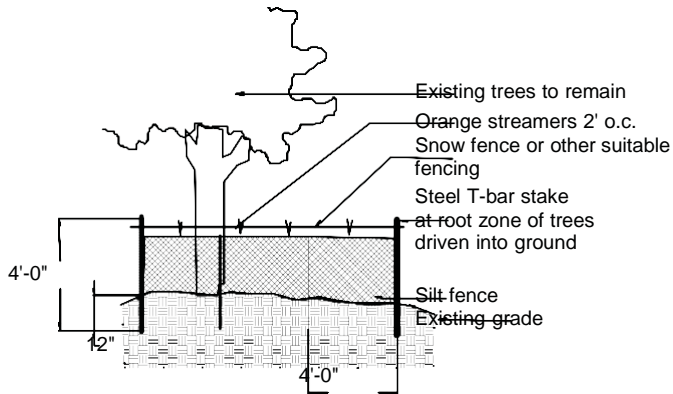 Existing trees to remain
Orange streamers 2' o.c.
Snow fence or other suitable
fencing
Steel T-bar stake
at root zone of trees
driven into ground
4'-0"
Silt fence
Existing grade
12"
4'-0"